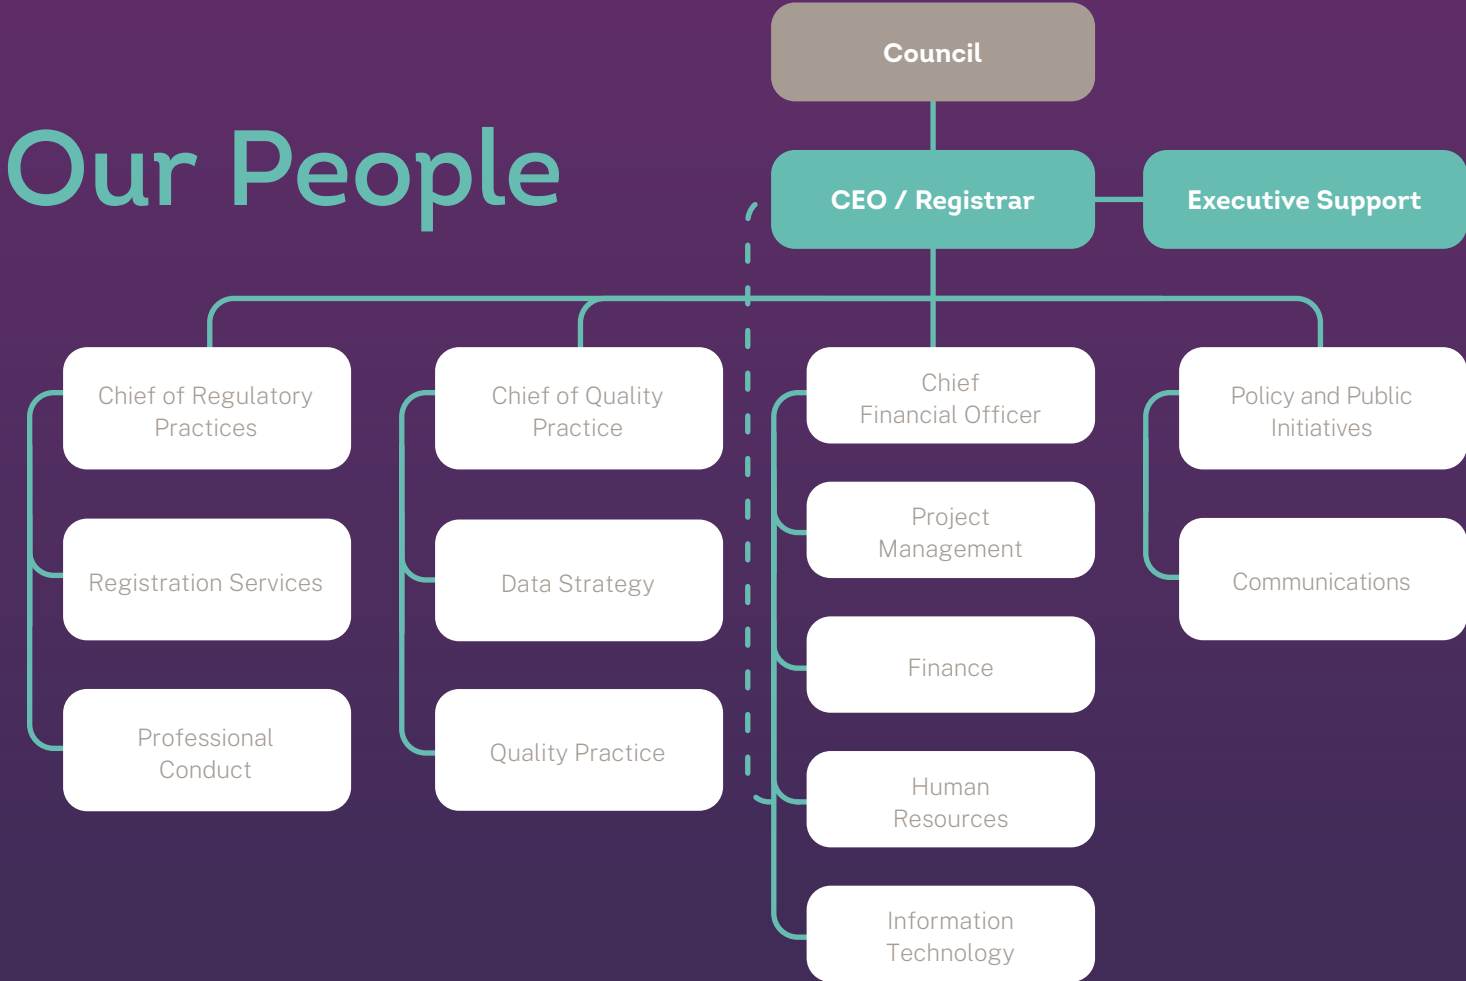 Council
Our People
CEO / Registrar
Executive Support
Chief of Regulatory
Practices
Chief of Quality
Practice
Chief
Financial Officer
Policy and Public
Initiatives
Project
Management
Registration Services
Data Strategy
Communications
Finance
Professional
Conduct
Quality Practice
Human
Resources
Information
Technology